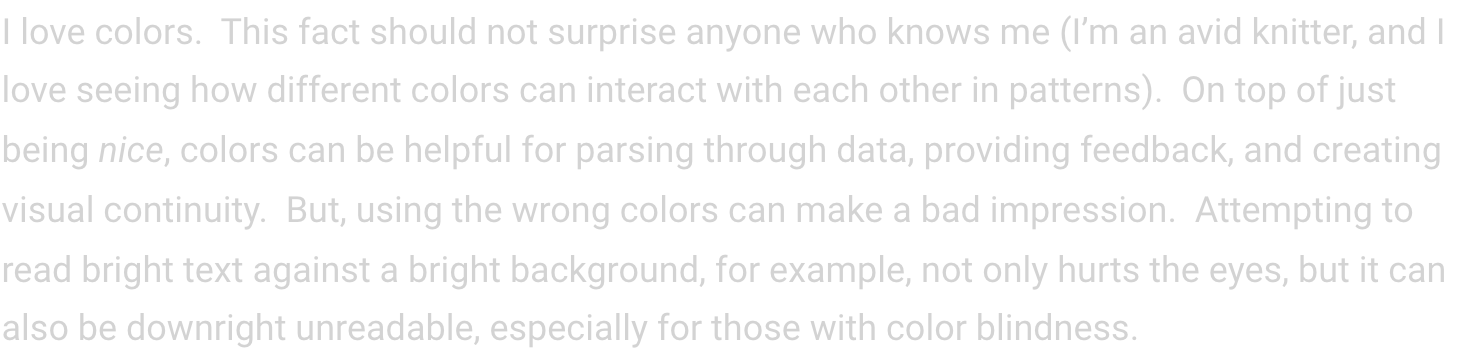 I love colors.  This fact should not surprise anyone who knows me (I’m an avid knitter, and I
love seeing how different colors can interact with each other in patterns).  On top of just
being nice, colors can be helpful for parsing through data, providing feedback, and creating
visual continuity.  But, using the wrong colors can make a bad impression.  Attempting to
read bright text against a bright background, for example, not only hurts the eyes, but it can
also be downright unreadable, especially for those with color blindness.